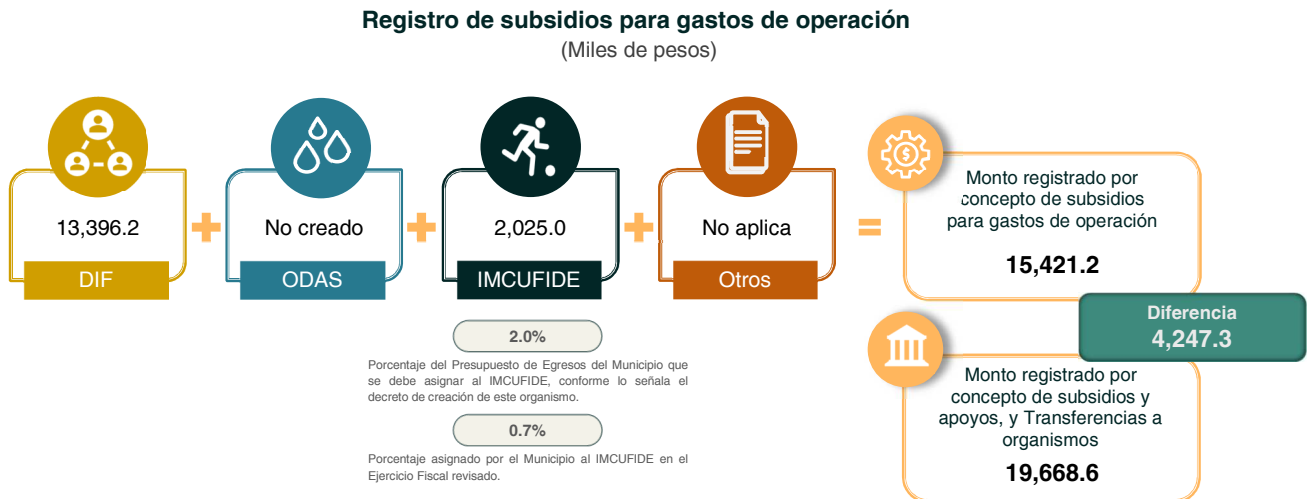 Registro de subsidios para gastos de operación
(Miles de pesos)
13,396.2
DIF
No creado
ODAS
2,025.0
IMCUFIDE
No aplica
Otros
2.0%
Porcentaje del Presupuesto de Egresos del Municipio que
se debe asignar al IMCUFIDE, conforme lo señala el
decreto de creación de este organismo.
0.7%
Porcentaje asignado por el Municipio al IMCUFIDE en el
Ejercicio Fiscal revisado.
Monto registrado por
concepto de subsidios
para gastos de operación
15,421.2
Diferencia
4,247.3
Monto registrado por
concepto de subsidios y
apoyos, y Transferencias a
organismos
19,668.6